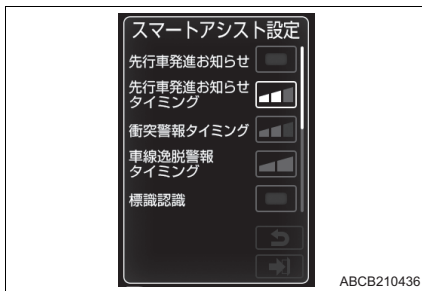 スマートアシスト設定
先行車発進お知らせ
先行車発進お知らせ
タイミング
衝突警報タイミング
車線逸脱警報
タイミング
標識認識
ABCB210436